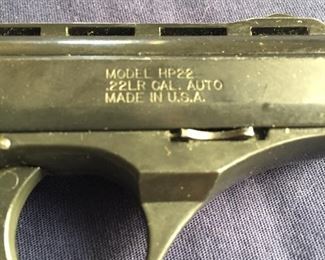 MODEL HP22
.22LR CAL. AUTO
MADE IN U.S.A.